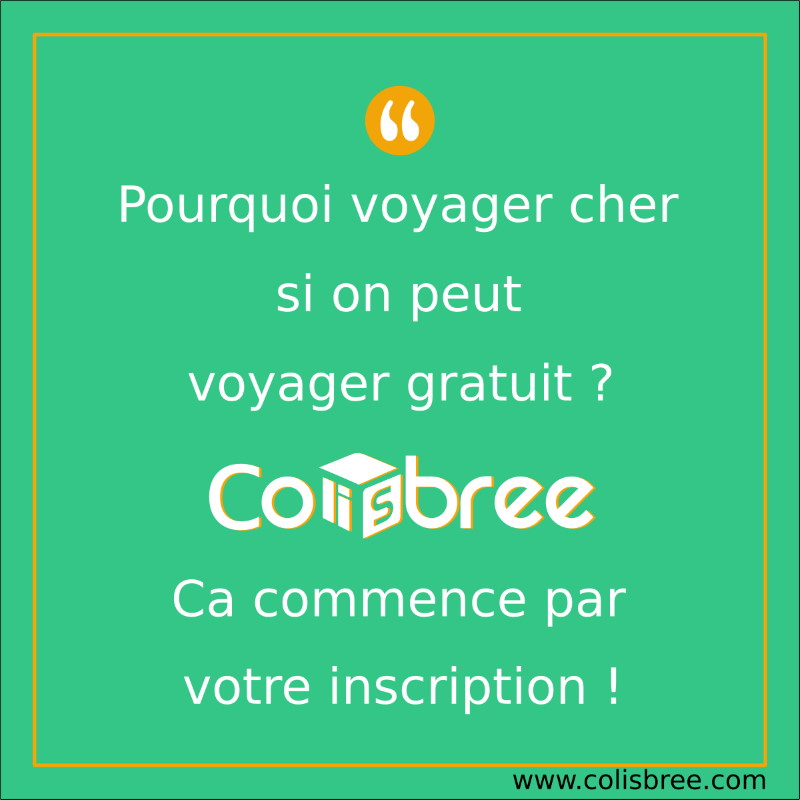 “
Pourquoi voyager cher
si on peut
voyager gratuit ?
Colisbree
Ca commence par
votre inscription !
www.colisbree.com